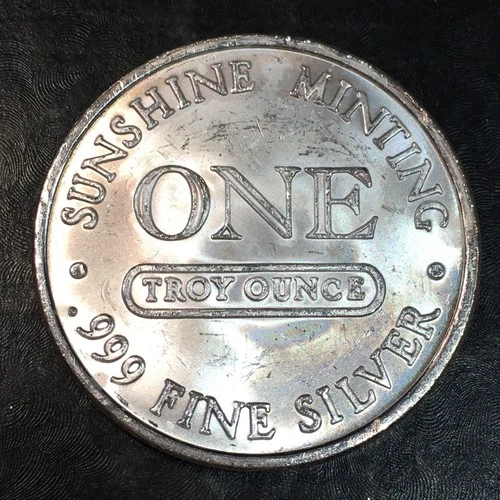 SUNSHINE MINTING
ONE
TROY OUNCE
.999 FINE SILVER